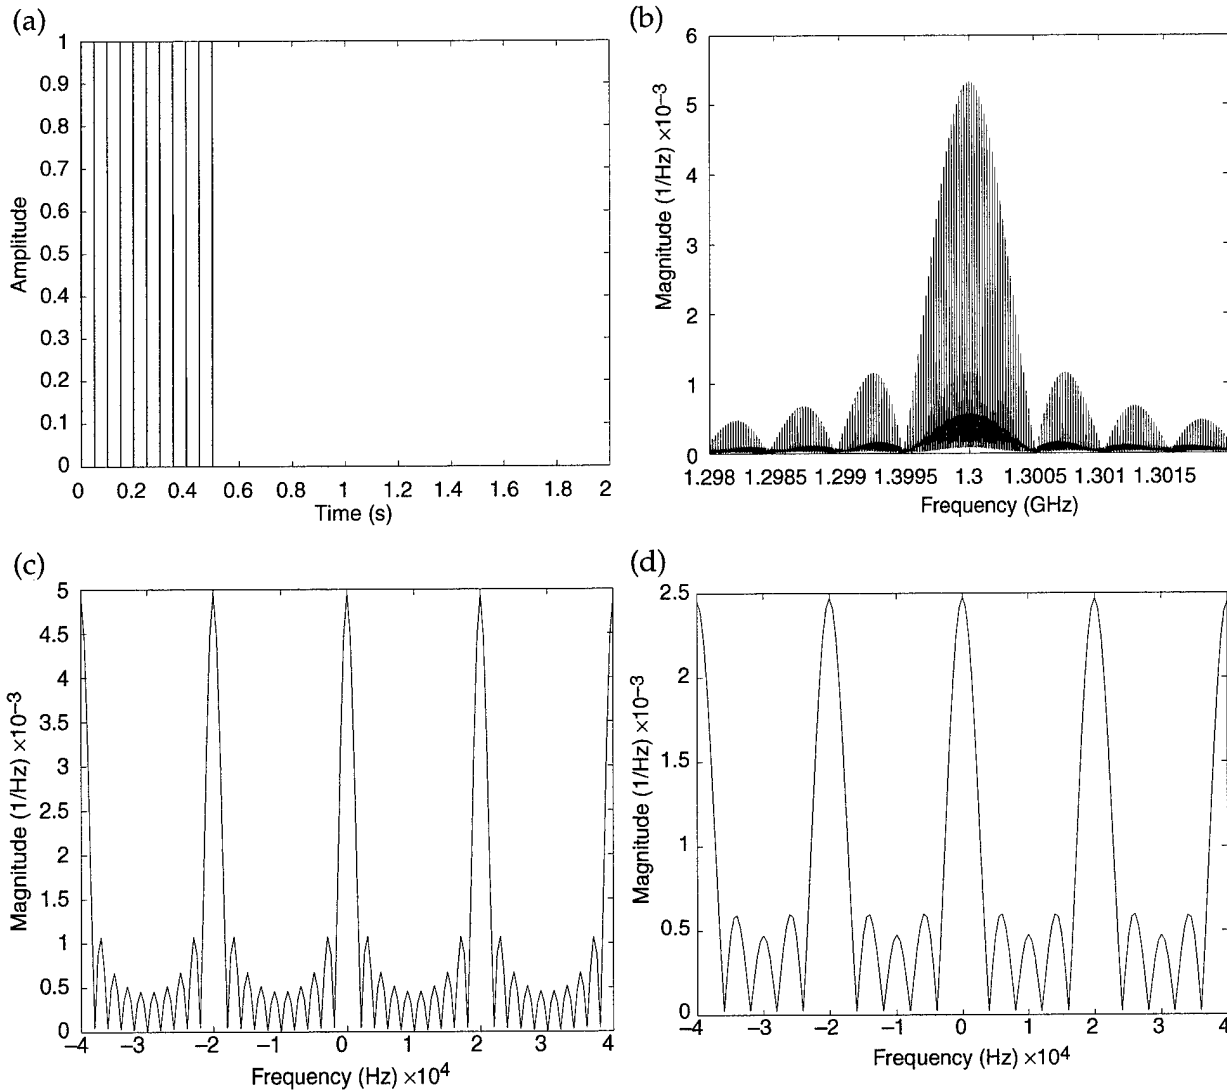 (a)
1
0.9
0.8
0.7
0.6
0.5
0.4
0.3
0.2
0.1
0
Amplitude
0 0.2 0.4 0.6 0.8 1 1.2 1.4 1.6 1.8 2
Time (s)
(b)
6
5
4
3
2
1
0
Magnitude (1/Hz) ×10–3
1.298 1.2985 1.299 1.3995 1.3 1.3005 1.301 1.3015
Frequency (GHz)
(c)
5
4.5
4
3.5
3
2.5
2
1.5
1
0.5
0
Magnitude (1/Hz) ×10–3
–4 –3 –2 –1 0 1 2 3 4
Frequency (Hz) ×104
(d)
2.5
2
1.5
1
0.5
0
Magnitude (1/Hz) ×10–3
–4 –3 –2 –1 0 1 2 3 4
Frequency (Hz) ×104